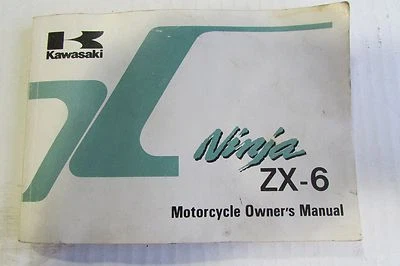 Kawasaki
Ninja
ZX-6
Motorcycle Owner's Manual